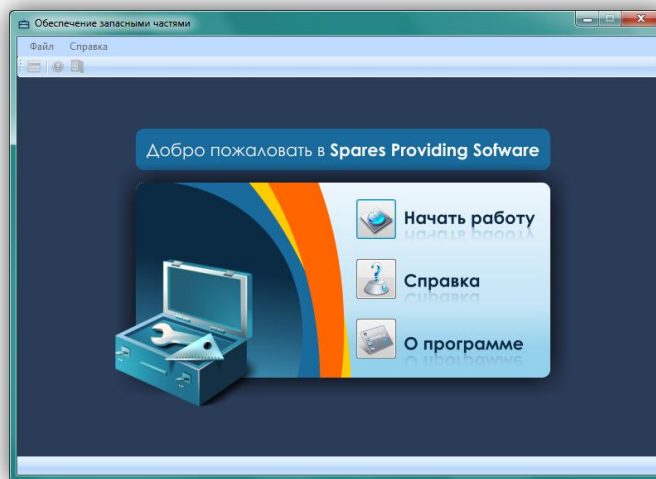 Обеспечение запасными частями
Файл Справка
Добро пожаловать в Spares Providing Sofware
Начать работу
Справка
О программе